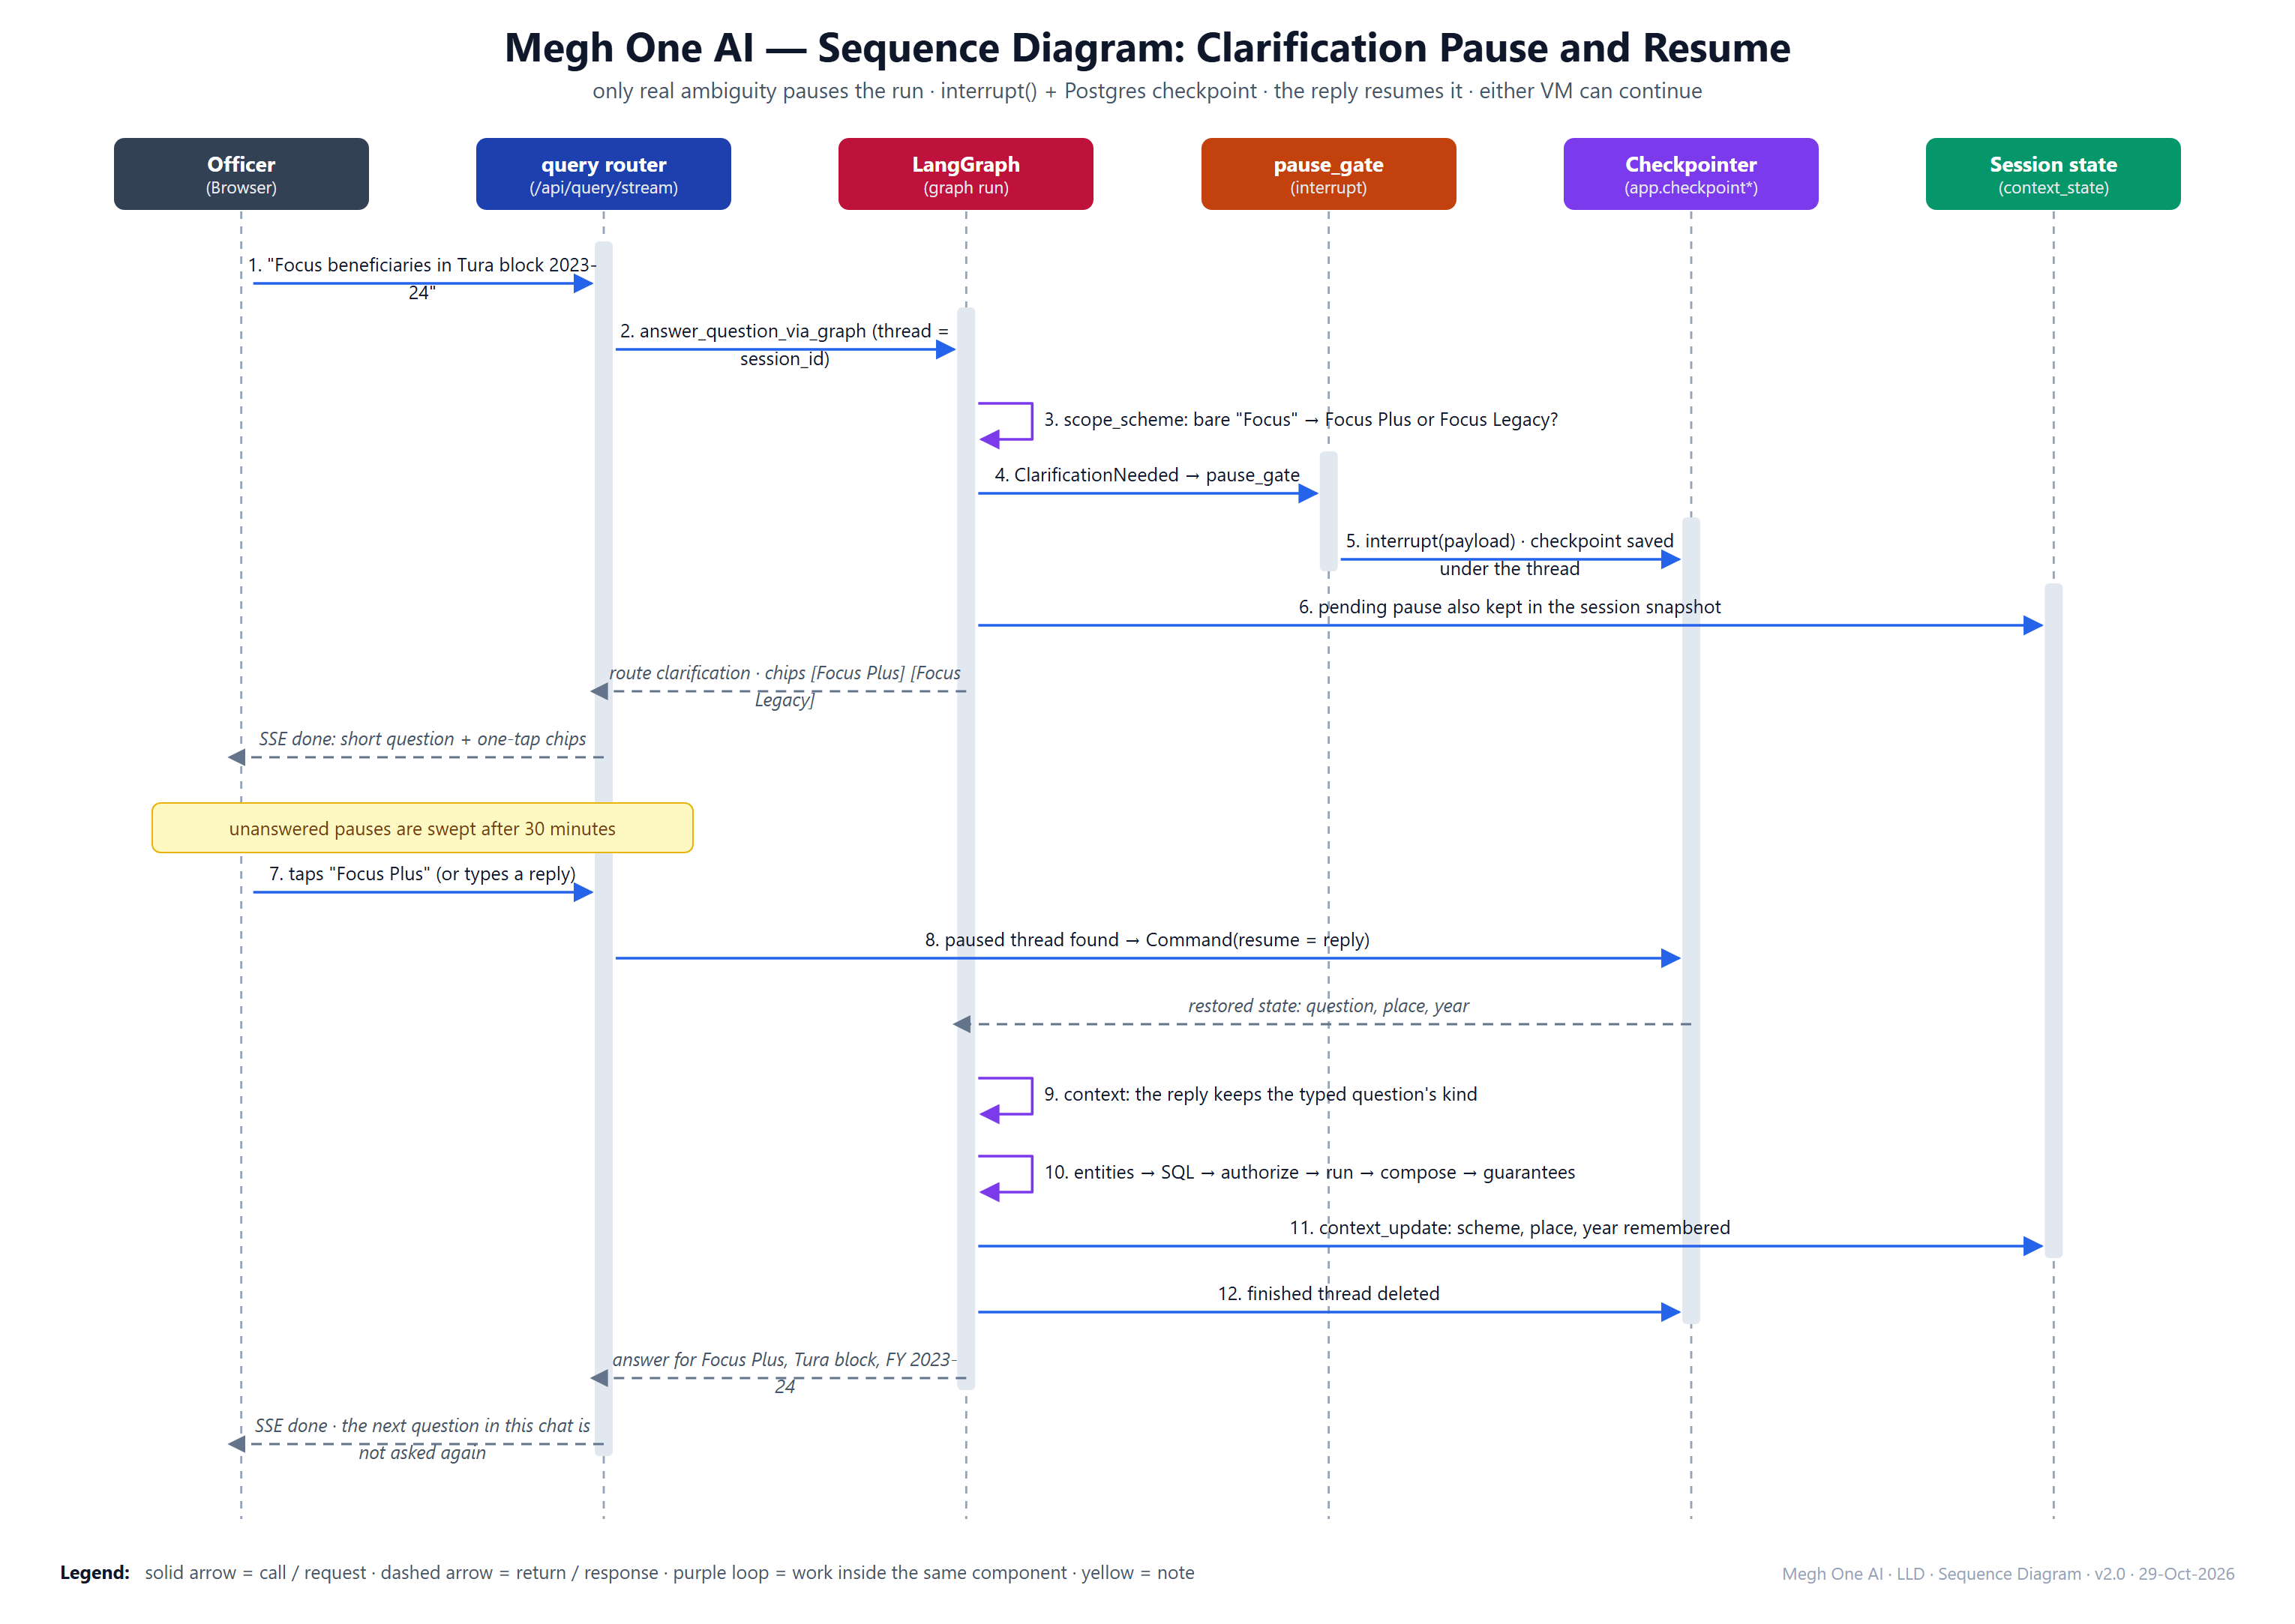 Megh One AI — Sequence Diagram: Clarification Pause and Resume
only real ambiguity pauses the run · interrupt() + Postgres checkpoint · the reply resumes it · either VM can continue
Officer
(Browser)
query router
(/api/query/stream)
LangGraph
(graph run)
pause_gate
(interrupt)
Checkpointer
(app.checkpoint*)
Session state
(context_state)
1. "Focus beneficiaries in Tura block 2023-
24"
2. answer_question_via_graph (thread =
session_id)
3. scope_scheme: bare "Focus" → Focus Plus or Focus Legacy?
4. ClarificationNeeded → pause_gate
5. interrupt(payload) · checkpoint saved
under the thread
6. pending pause also kept in the session snapshot
route clarification · chips [Focus Plus] [Focus
Legacy]
SSE done: short question + one-tap chips
unanswered pauses are swept after 30 minutes
7. taps "Focus Plus" (or types a reply)
8. paused thread found → Command(resume = reply)
restored state: question, place, year
9. context: the reply keeps the typed question's kind
10. entities → SQL → authorize → run → compose → guarantees
11. context_update: scheme, place, year remembered
12. finished thread deleted
answer for Focus Plus, Tura block, FY 2023-
24
SSE done · the next question in this chat is
not asked again
Legend: solid arrow = call / request · dashed arrow = return / response · purple loop = work inside the same component · yellow = note
Megh One AI · LLD · Sequence Diagram · v2.0 · 29-Oct-2026